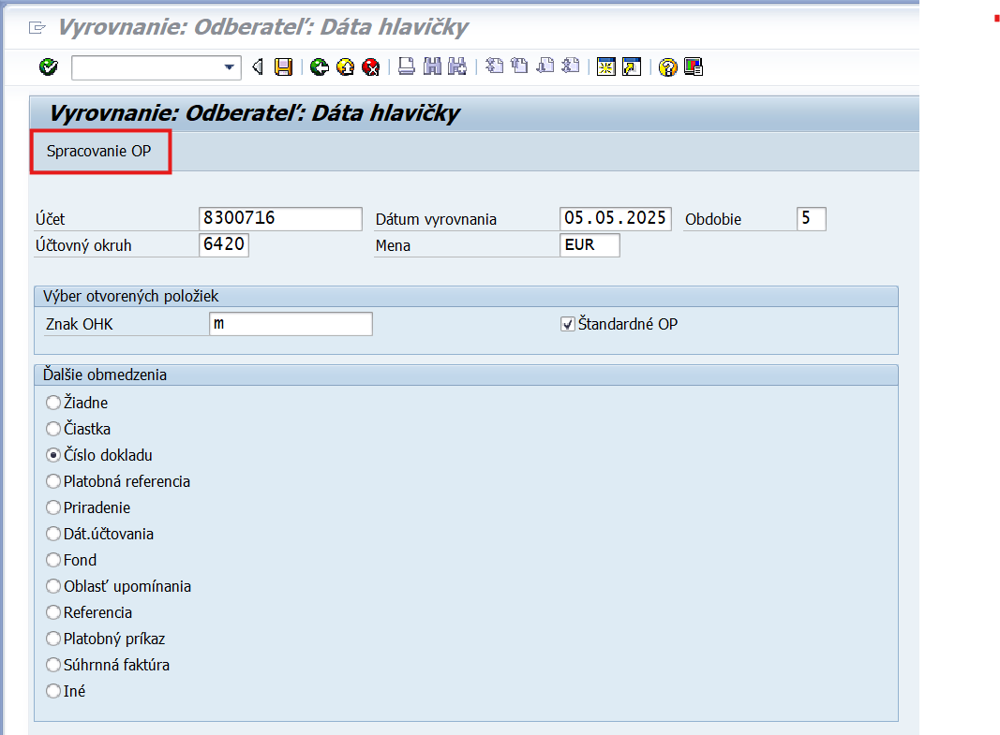 Vyrovnanie: Odberateľ: Dáta hlavičky
Vyrovnanie: Odberateľ: Dáta hlavičky
Spracovanie OP
Účet 8300716 Dátum vyrovnania 05.05.2025 Obdobie 5
Účtovný okruh 6420 Mena EUR
Výber otvorených položiek
Znak OHK m Štandardné OP
Ďalšie obmedzenia
Žiadne
Čiastka
Číslo dokladu
Platobná referencia
Priradenie
Dát.účtovania
Fond
Oblasť upomínania
Referencia
Platobný príkaz
Súhrnná faktúra
Iné